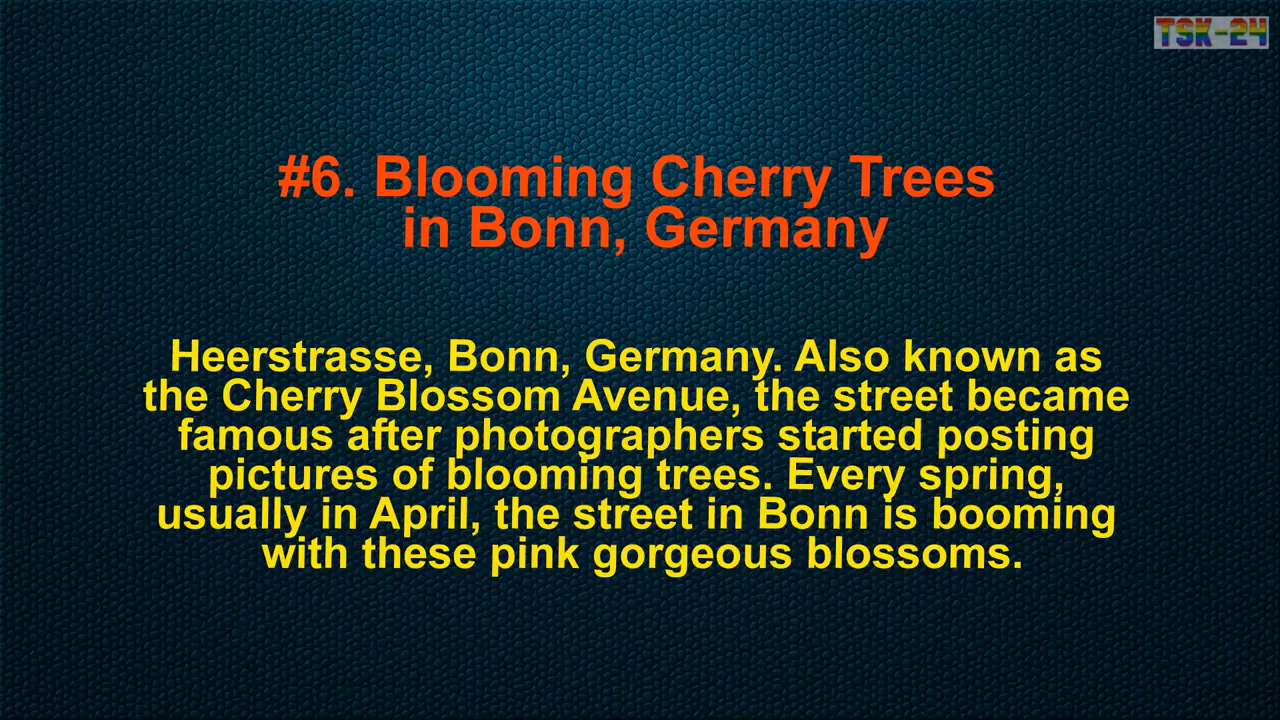 TSK-24
#6. Blooming Cherry Trees
in Bonn, Germany
Heerstrasse, Bonn, Germany. Also known as
the Cherry Blossom Avenue, the street became
famous after photographers started posting
pictures of blooming trees. Every spring,
usually in April, the street in Bonn is booming
with these pink gorgeous blossoms.